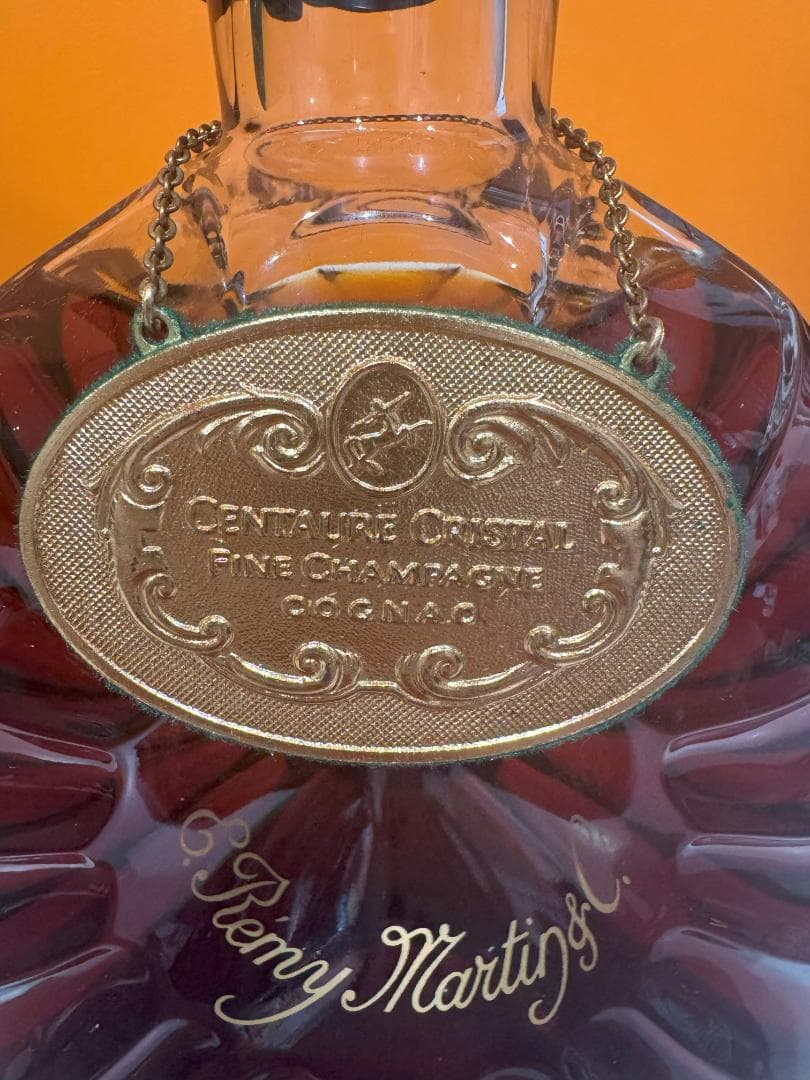 CENTAURE CRISTAL
FINE CHAMPAGNE
COGNAC
E. Rémy Martin & C.